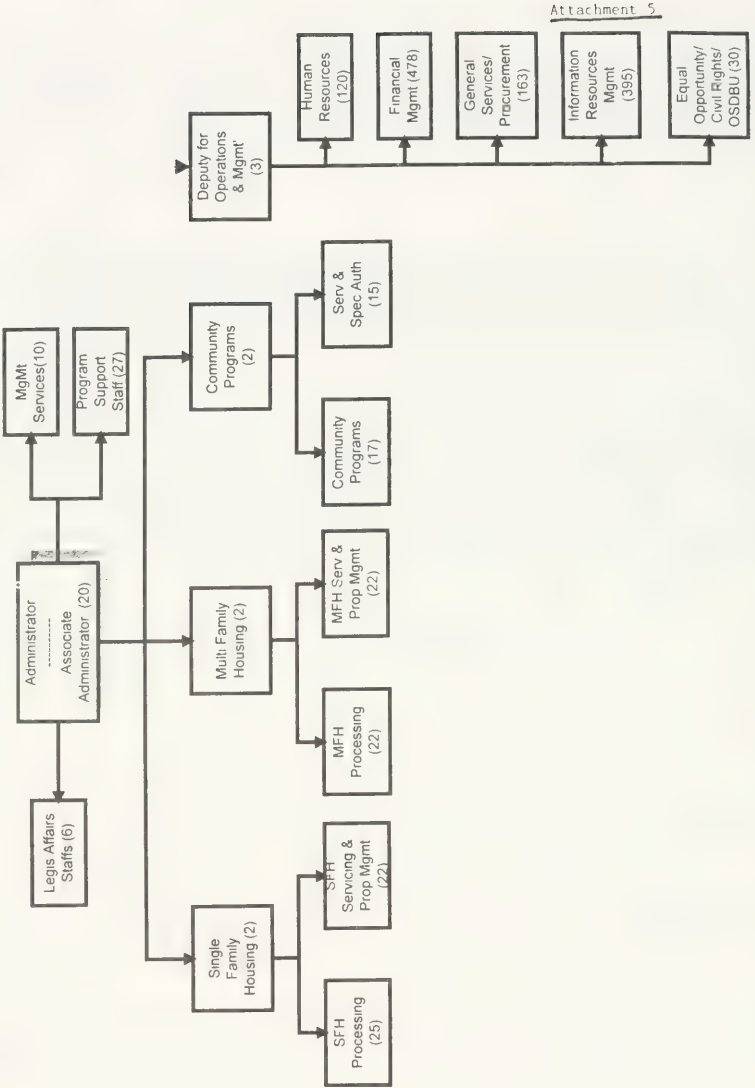 Attachment 5
Administrator
-----------
Associate
Administrator (20)
Legis Affairs
Staffs (6)
MgMt
Services(10)
Program
Support
Staff (27)
Single
Family
Housing (2)
SFH
Processing
(25)
SFH
Servicing &
Prop Mgmt
(22)
Multi Family
Housing (2)
MFH
Processing
(22)
MFH Serv &
Prop Mgmt
(22)
Community
Programs
(2)
Community
Programs
(17)
Serv &
Spec Auth
(15)
Deputy for
Operations
& Mgmt'
(3)
Human
Resources
(120)
Financial
Mgmt (478)
General
Services/
Procurement
(163)
Information
Resources
Mgmt
(395)
Equal
Opportunity/
Civil Rights/
OSDBU (30)